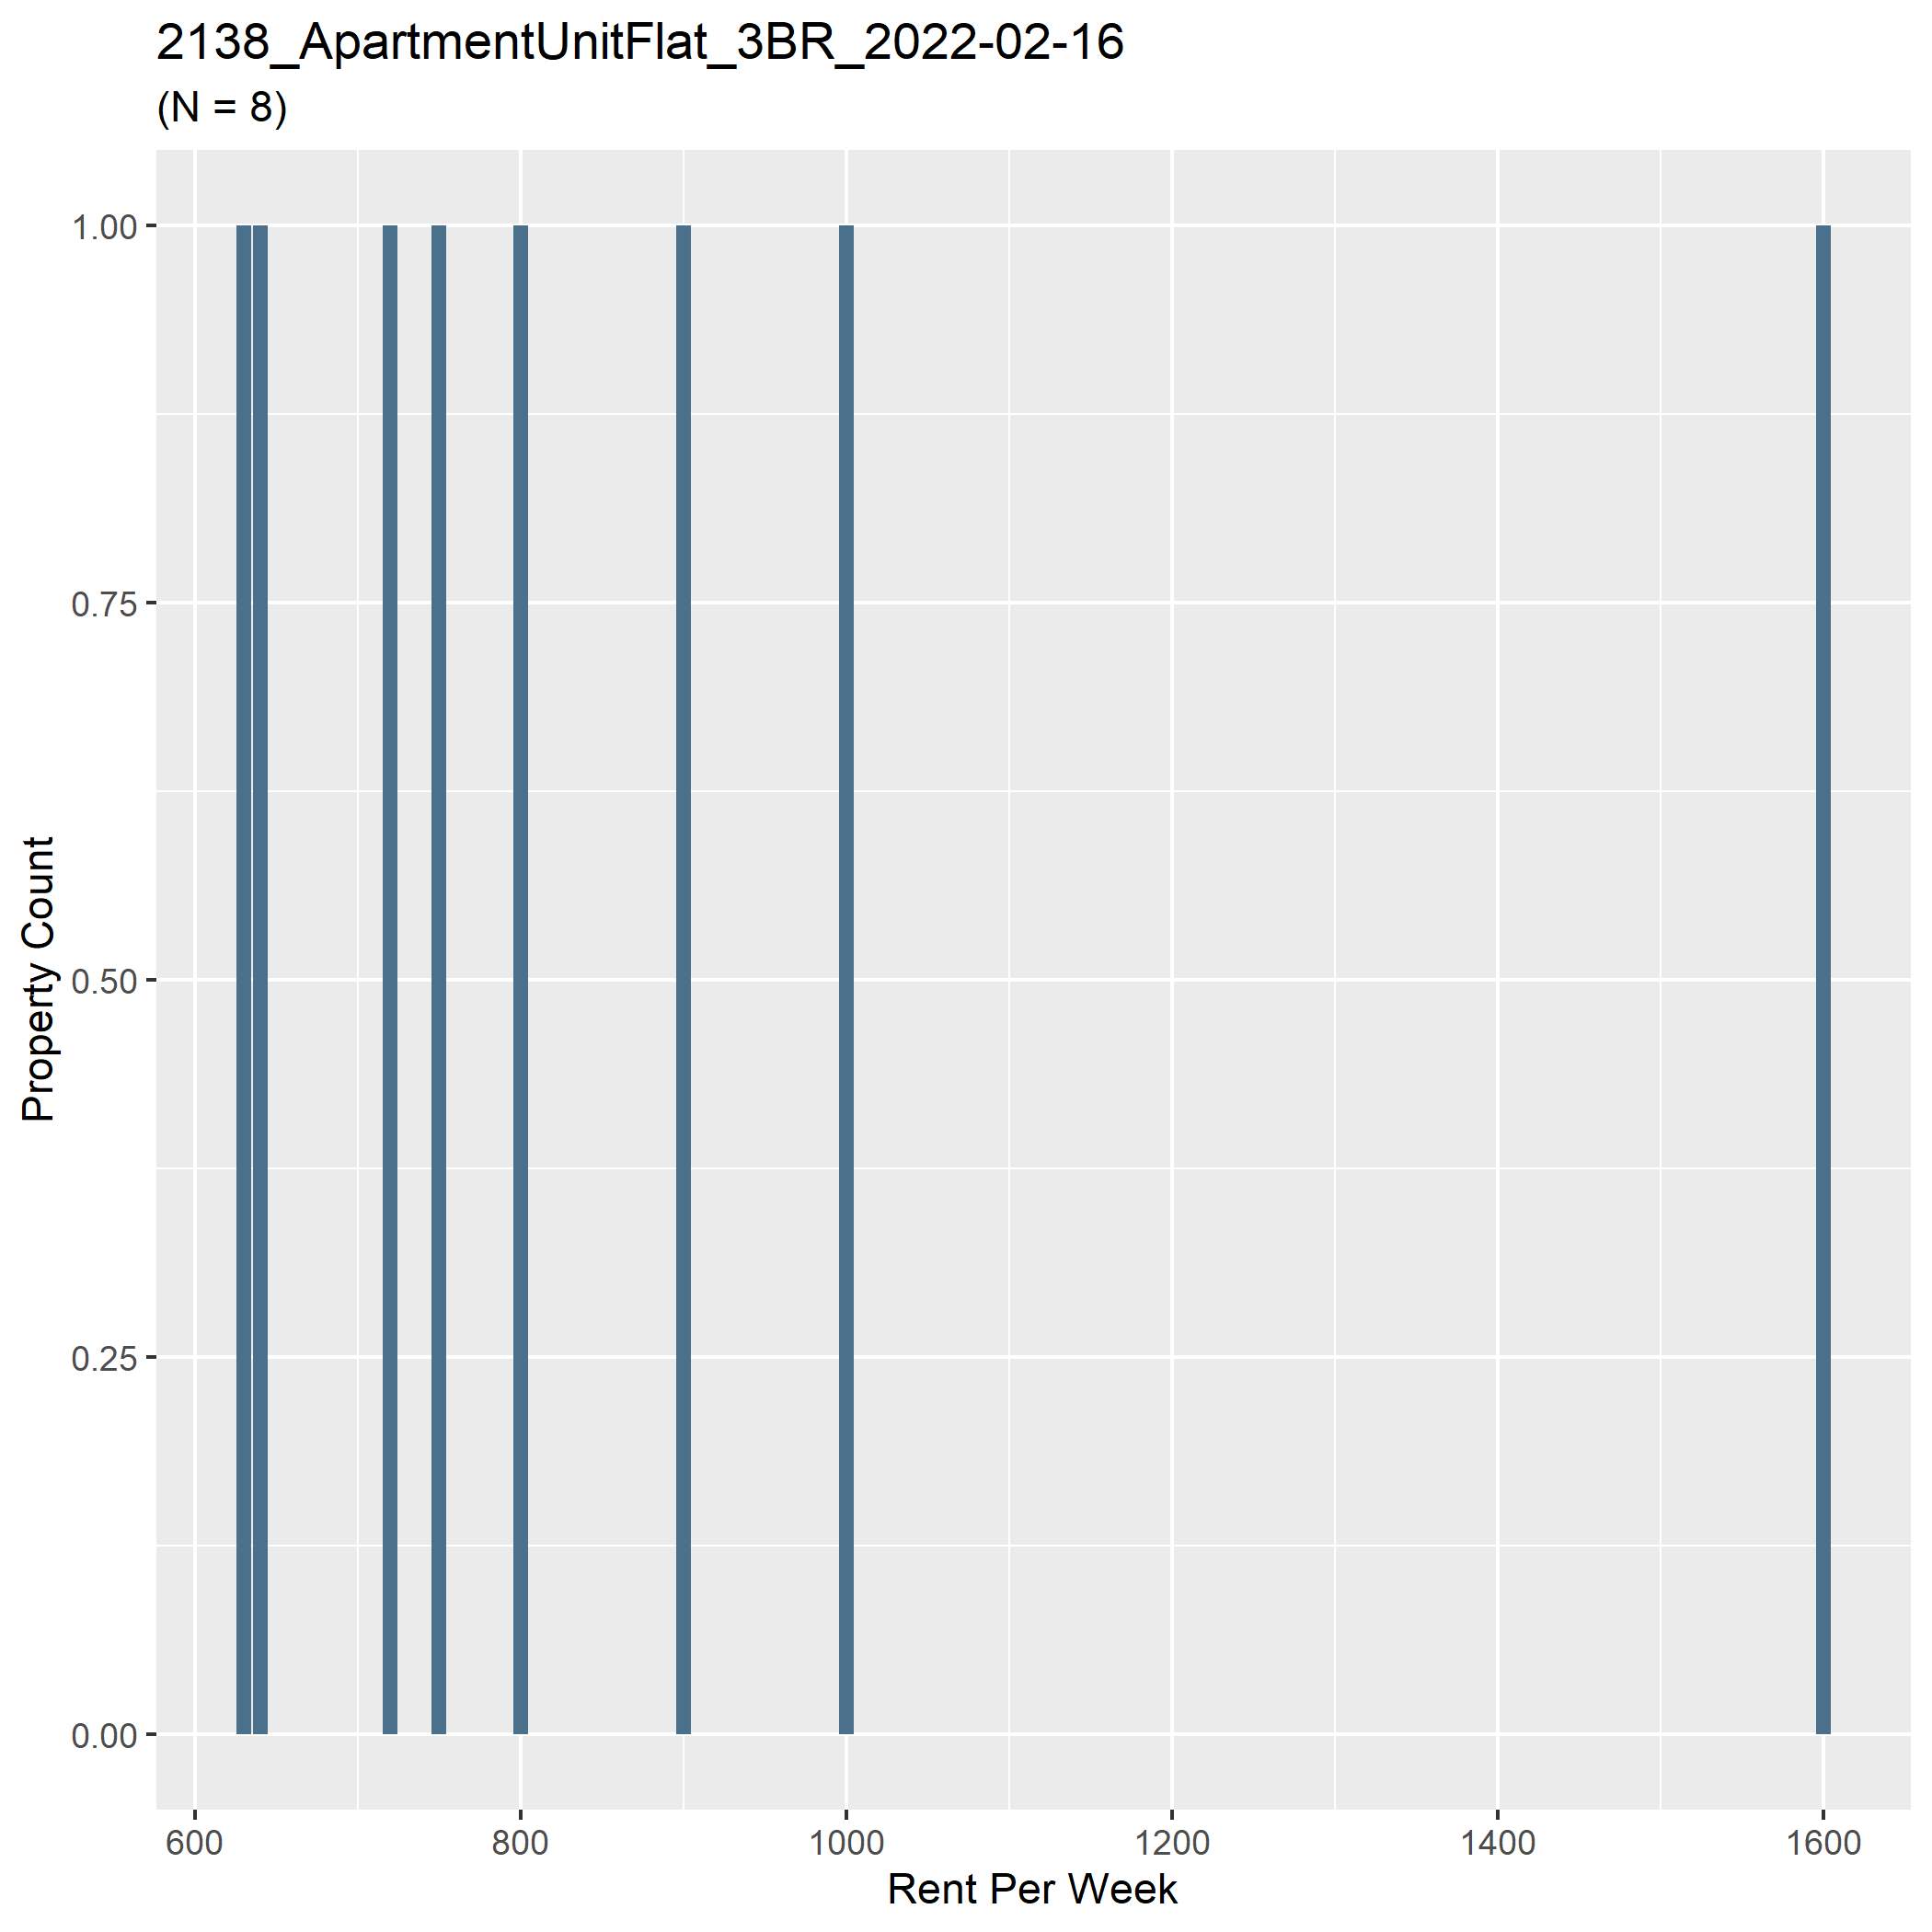 2138_ApartmentUnitFlat_3BR_2022-02-16
(N = 8)
1.00
0.75
0.50
0.25
0.00
Property Count
600 800 1000 1200 1400 1600
Rent Per Week